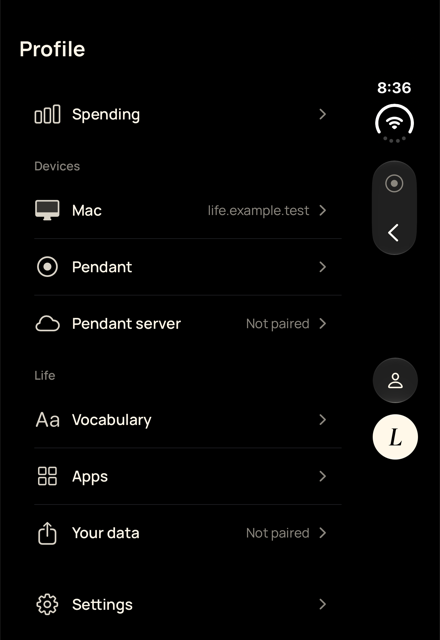 Profile
8:36
Spending
Devices
Mac
life.example.test
Pendant
Pendant server
Not paired
Life
Aa
Vocabulary
L
Apps
Your data
Not paired
Settings